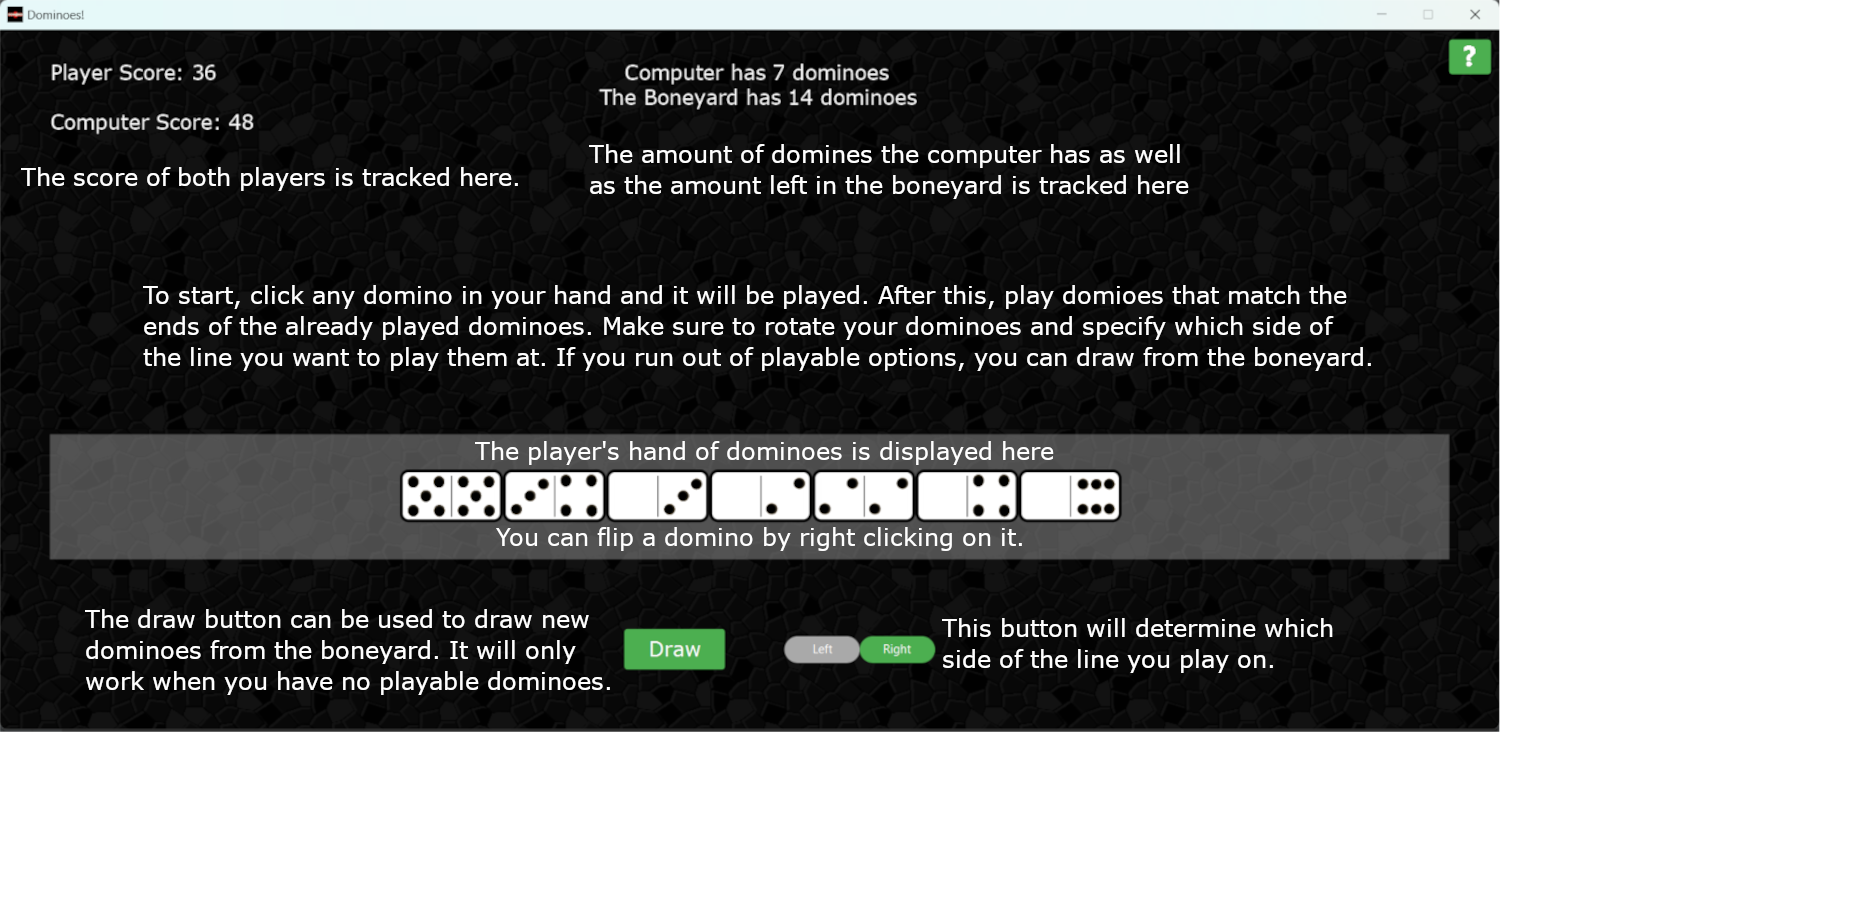 Dominoes!
?
Player Score: 36
Computer has 7 dominoes
The Boneyard has 14 dominoes
Computer Score: 48
The score of both players is tracked here.
The amount of domines the computer has as well
as the amount left in the boneyard is tracked here
To start, click any domino in your hand and it will be played. After this, play domioes that match the
ends of the already played dominoes. Make sure to rotate your dominoes and specify which side of
the line you want to play them at. If you run out of playable options, you can draw from the boneyard.
The player's hand of dominoes is displayed here
You can flip a domino by right clicking on it.
The draw button can be used to draw new
dominoes from the boneyard. It will only
work when you have no playable dominoes.
Draw
Left
Right
This button will determine which
side of the line you play on.